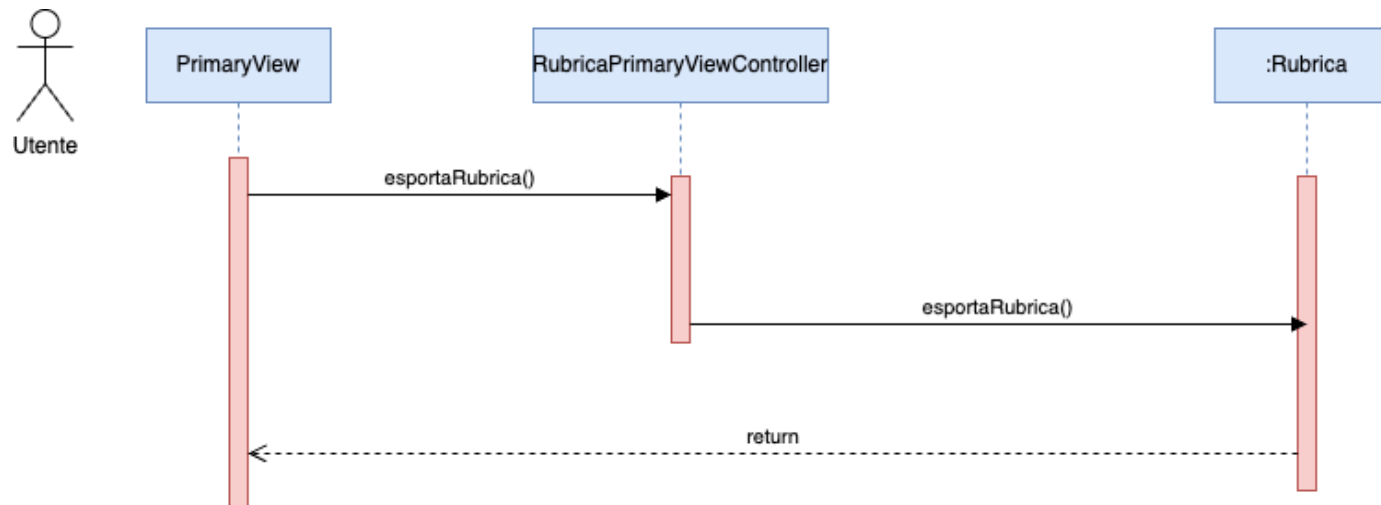 PrimaryView
RubricaPrimaryViewController
:Rubrica
Utente
esportaRubrica()
esportaRubrica()
return